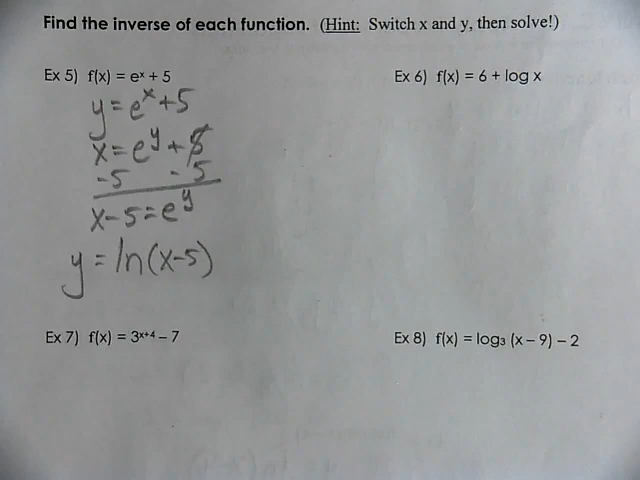 Find the inverse of each function. (Hint: Switch x and y, then solve!)
Ex 5) f(x) = eˣ + 5
y = eˣ + 5
x = eʸ + 5
-5 -5
x - 5 = eʸ
y = ln(x-5)
Ex 6) f(x) = 6 + log x
Ex 7) f(x) = 3ˣ⁺⁴ – 7
Ex 8) f(x) = log₃ (x – 9) – 2